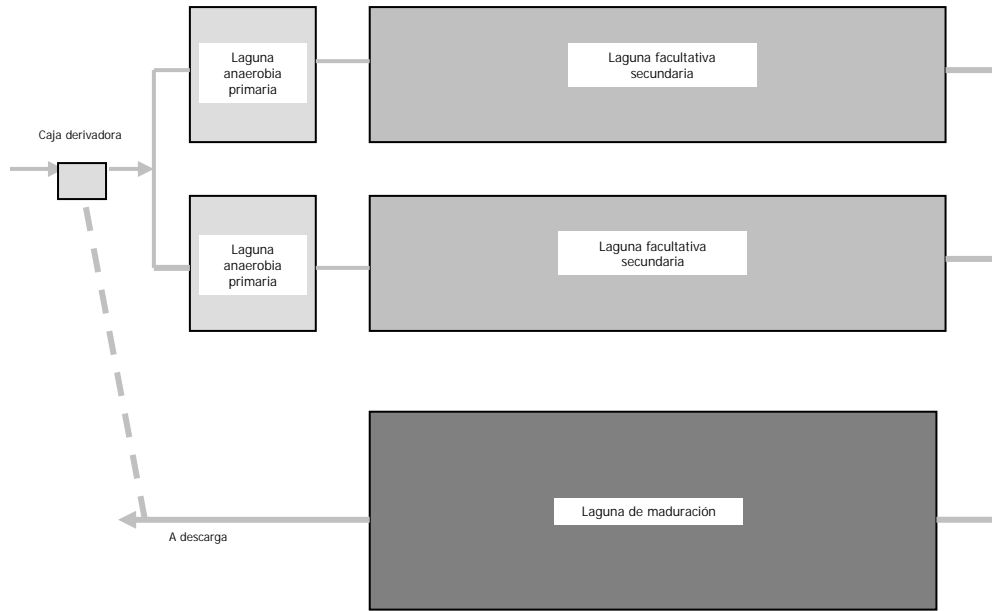 Laguna
anaerobia
primaria
Laguna facultativa
secundaria
Caja derivadora
Laguna
anaerobia
primaria
Laguna facultativa
secundaria
Laguna de maduración
A descarga